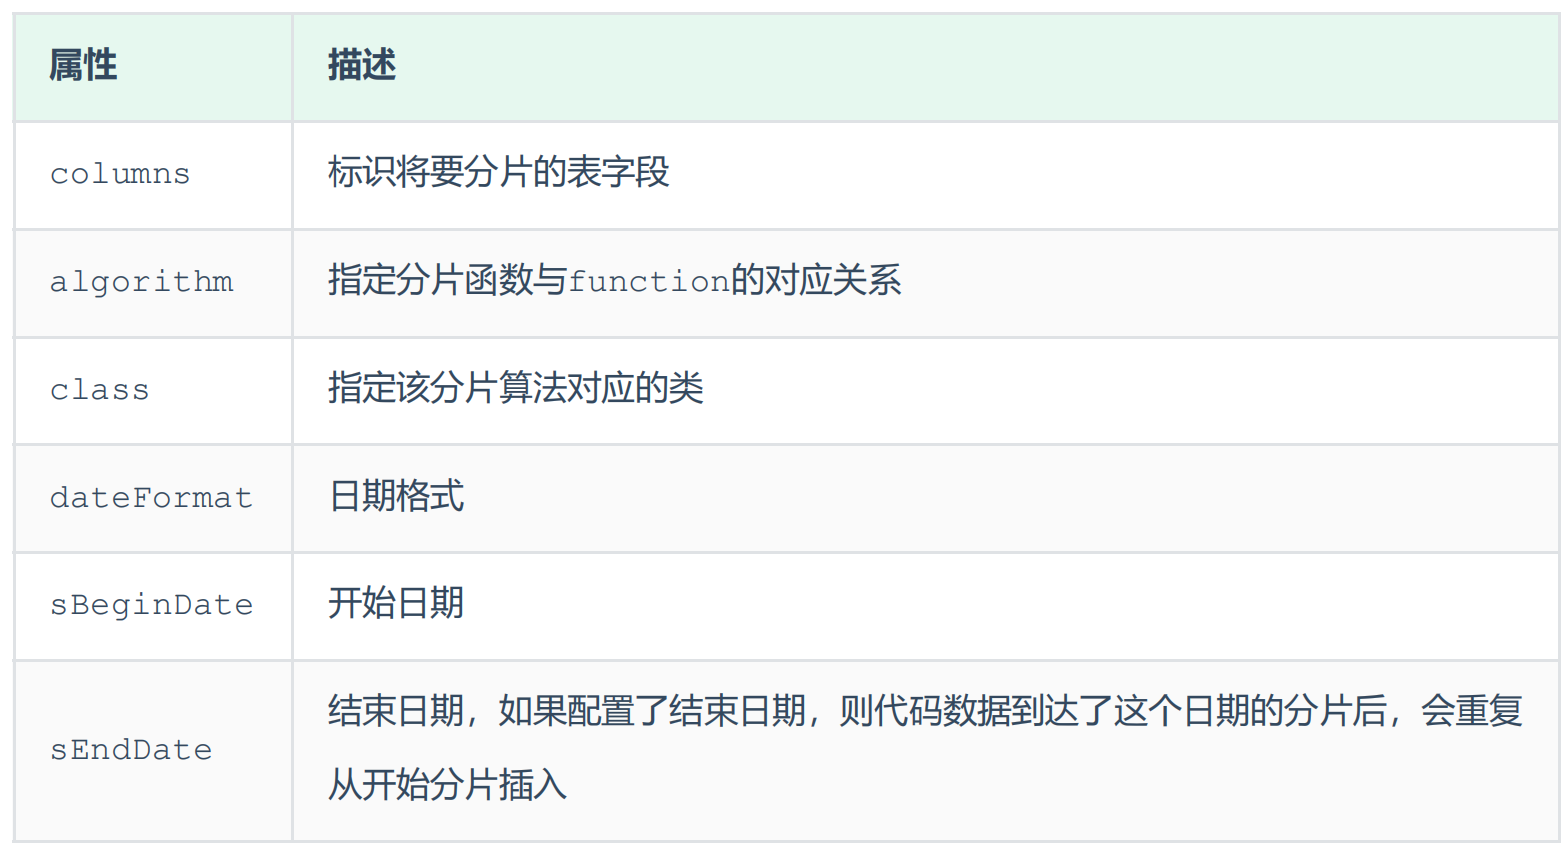 属性 描述
columns 标识将要分片的表字段
algorithm 指定分片函数与function的对应关系
class 指定该分片算法对应的类
dateFormat 日期格式
sBeginDate 开始日期
sEndDate 结束日期，如果配置了结束日期，则代码数据到达了这个日期的分片后，会重复
从开始分片插入